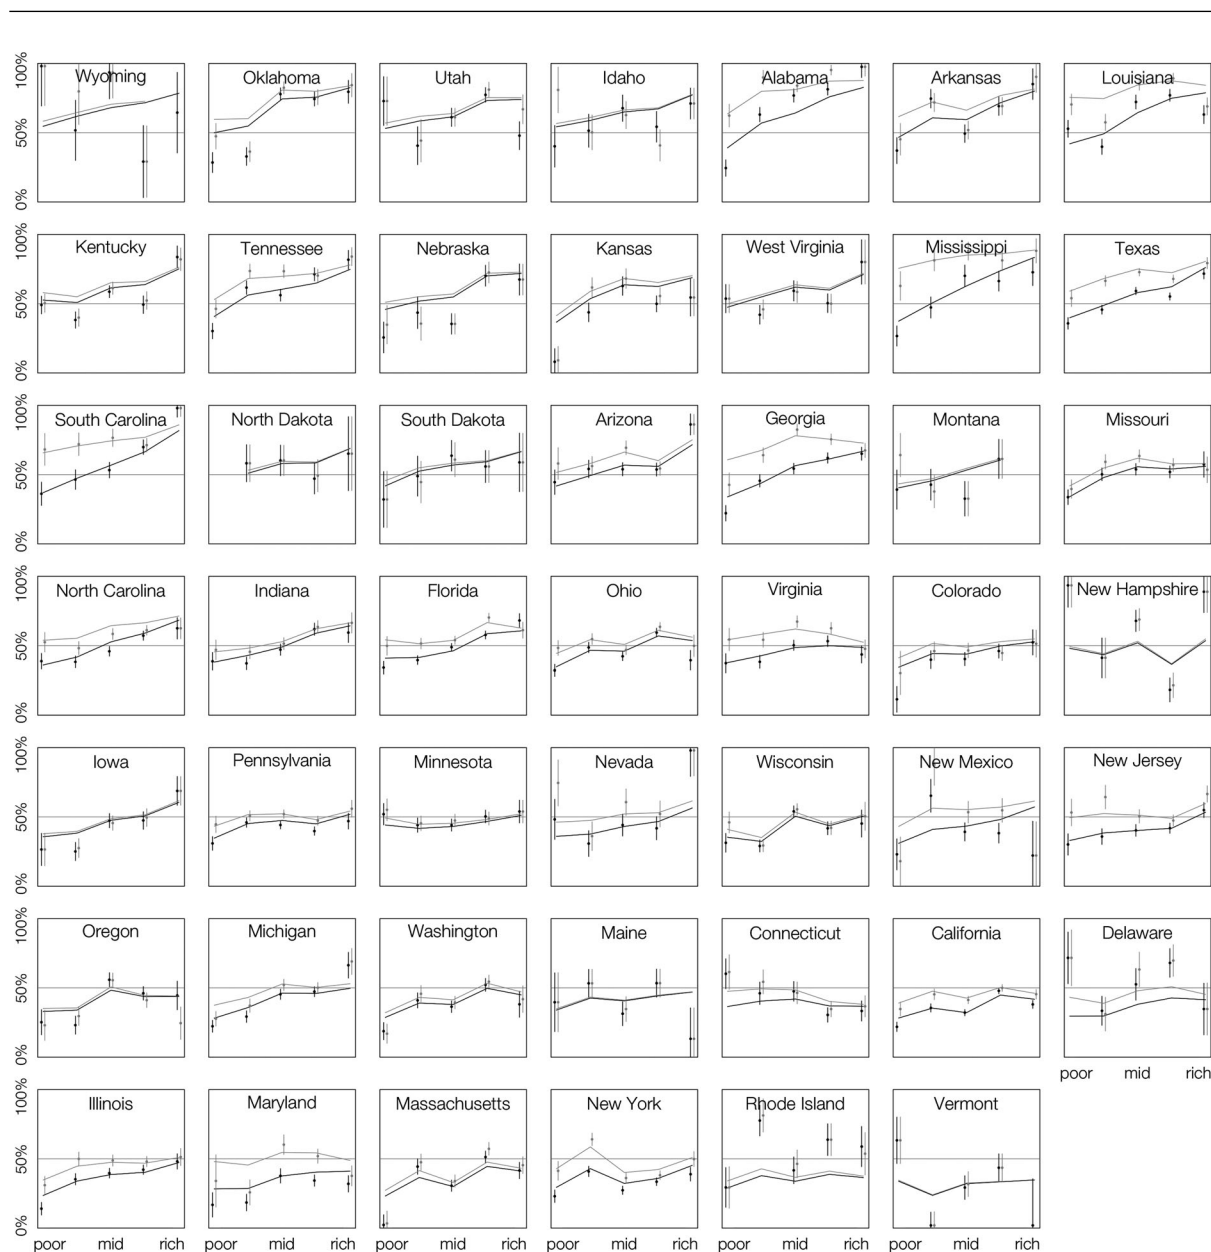 100% Wyoming Oklahoma Utah Idaho Alabama Arkansas Louisiana
50%
0%
100% Kentucky Tennessee Nebraska Kansas West Virginia Mississippi Texas
50%
0%
100% South Carolina North Dakota South Dakota Arizona Georgia Montana Missouri
50%
0%
100% North Carolina Indiana Florida Ohio Virginia Colorado New Hampshire
50%
0%
100% Iowa Pennsylvania Minnesota Nevada Wisconsin New Mexico New Jersey
50%
0%
100% Oregon Michigan Washington Maine Connecticut California Delaware
50%
0%
poor mid rich
100% Illinois Maryland Massachusetts New York Rhode Island Vermont
50%
0%
poor mid rich poor mid rich poor mid rich poor mid rich poor mid rich poor mid rich